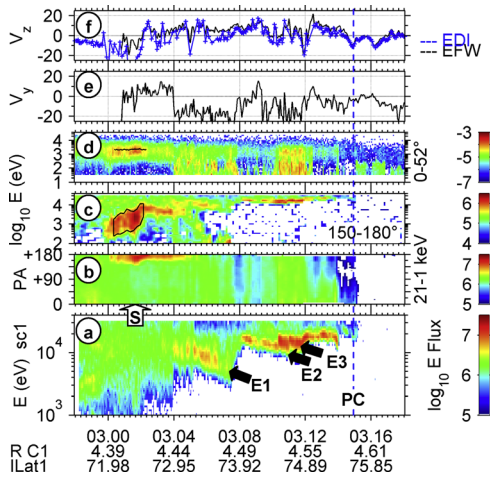 f
V_z
20
0
-20
--- EDI
--- EFW
e
V_y
20
0
-20
d
4
3
2
1
0-52°
-3
-5
-7
log10 E (eV)
c
4
3
2
150-180°
6
5
4
b
PA
+180
+90
0
21-1 keV
7
6
5
S
a
E (eV) sc1
10^4
10^3
E1
E2
E3
PC
log10 E Flux
7
6
5
03.00 03.04 03.08 03.12 03.16
R C1 4.39 4.44 4.49 4.55 4.61
ILat1 71.98 72.95 73.92 74.89 75.85